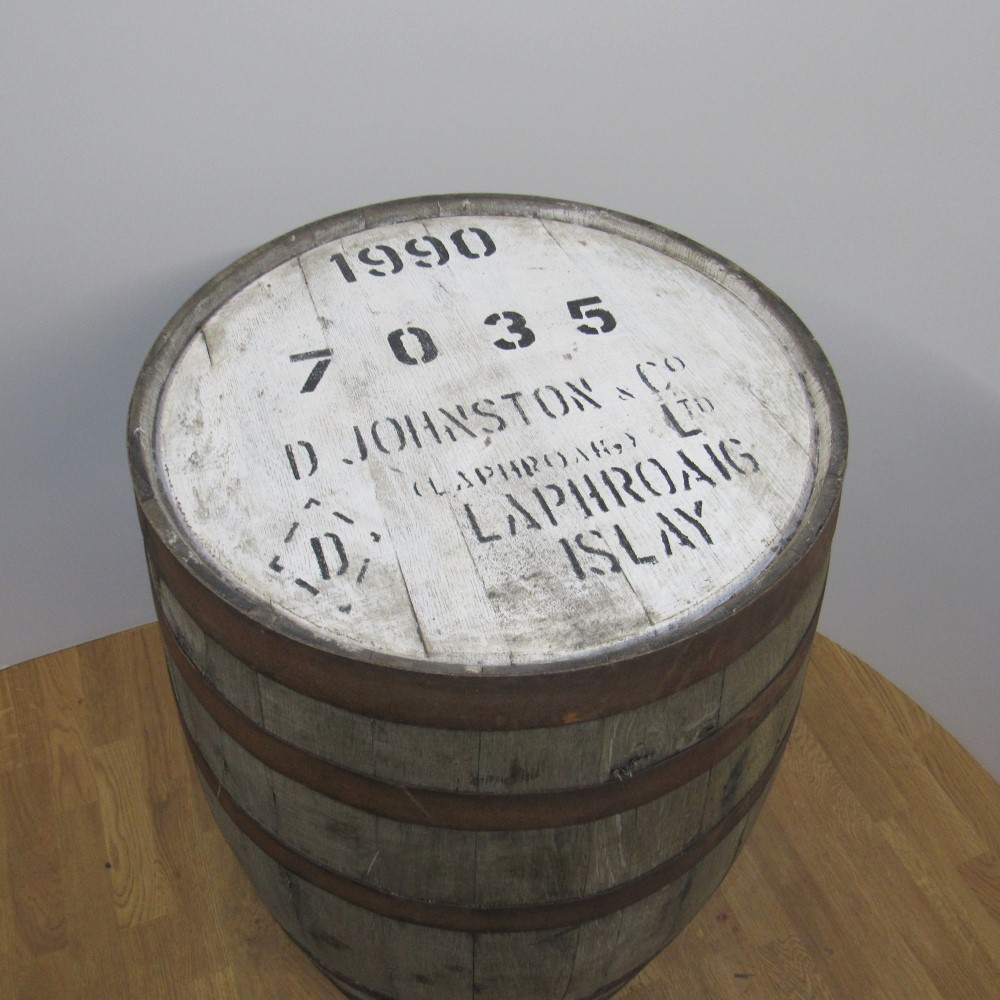 1990
7035
D JOHNSTON & Co
LTD
(LAPHROAIG)
LAPHROAIG
ISLAY
D